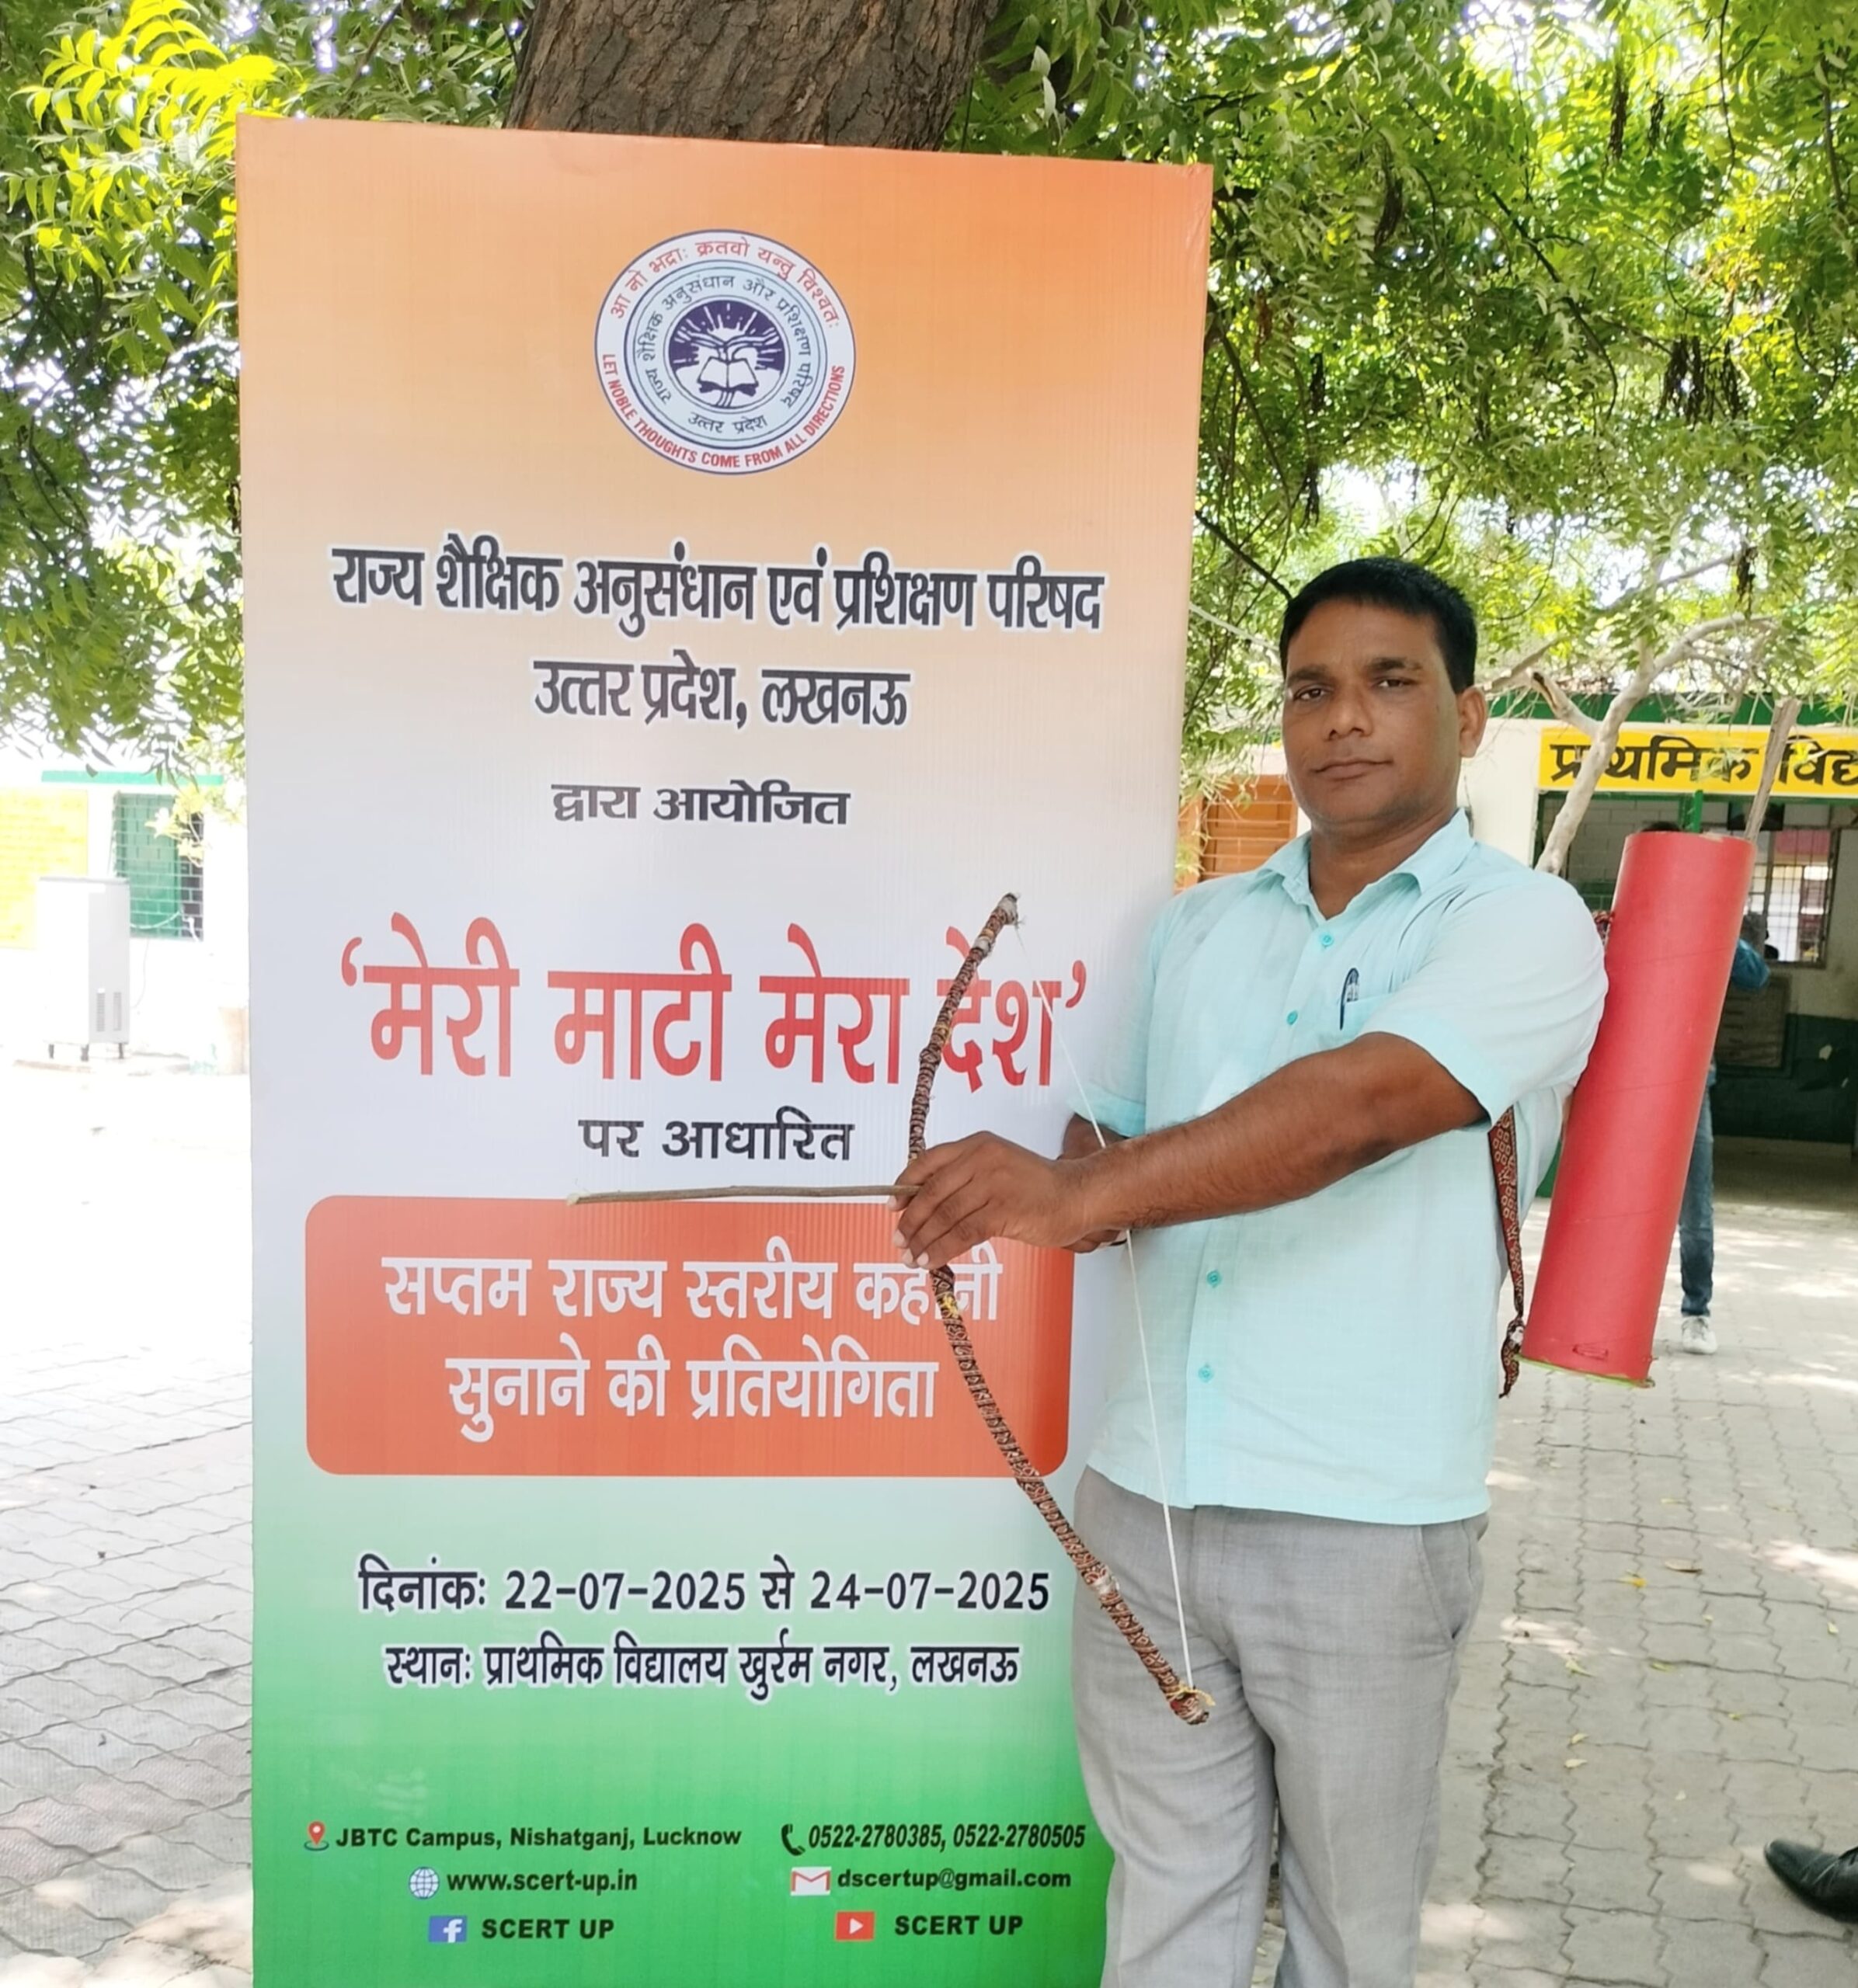 आ नो भद्राः क्रतवो यन्तु विश्वतः
राज्य शैक्षिक अनुसंधान और प्रशिक्षण परिषद
उत्तर प्रदेश
LET NOBLE THOUGHTS COME FROM ALL DIRECTIONS
राज्य शैक्षिक अनुसंधान एवं प्रशिक्षण परिषद
उत्तर प्रदेश, लखनऊ
द्वारा आयोजित
‘मेरी माटी मेरा देश’
पर आधारित
सप्तम राज्य स्तरीय कहानी
सुनाने की प्रतियोगिता
दिनांकः 22-07-2025 से 24-07-2025
स्थानः प्राथमिक विद्यालय खुर्रम नगर, लखनऊ
JBTC Campus, Nishatganj, Lucknow 0522-2780385, 0522-2780505
www.scert-up.in dscertup@gmail.com
SCERT UP SCERT UP
प्राथमिक विद्य